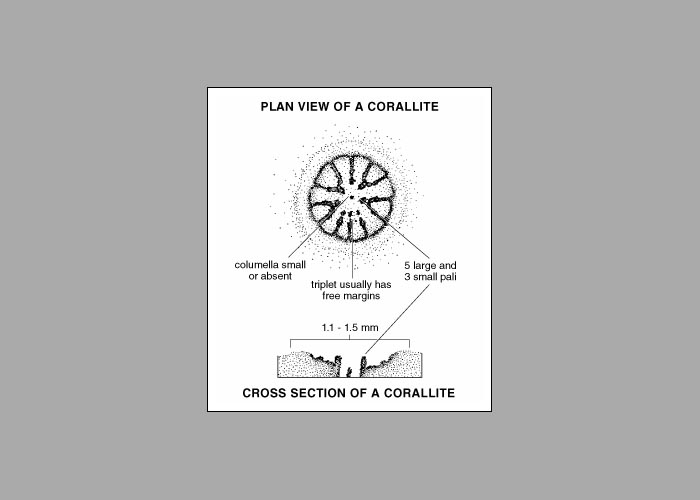 PLAN VIEW OF A CORALLITE
columella small
or absent
triplet usually has
free margins
5 large and
3 small pali
1.1 - 1.5 mm
CROSS SECTION OF A CORALLITE